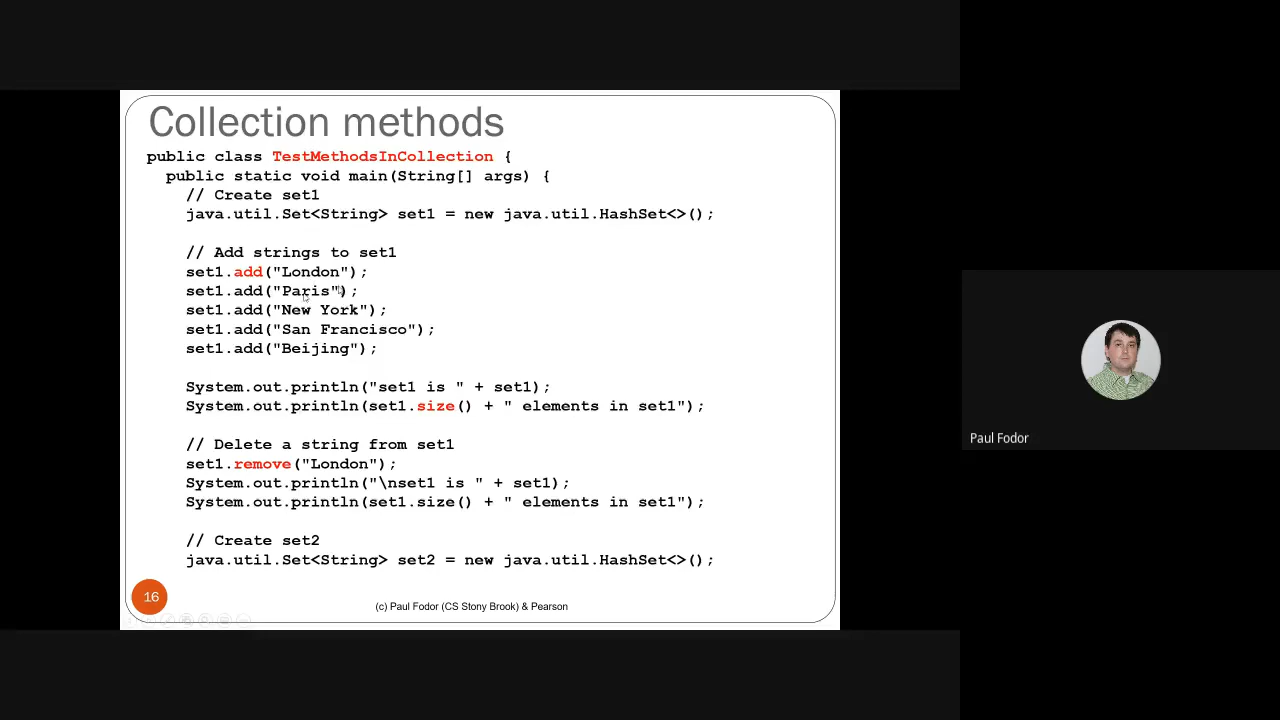 Collection methods
public class TestMethodsInCollection {
public static void main(String[] args) {
// Create set1
java.util.Set<String> set1 = new java.util.HashSet<>();
// Add strings to set1
set1.add("London");
set1.add("Paris");
set1.add("New York");
set1.add("San Francisco");
set1.add("Beijing");
System.out.println("set1 is " + set1);
System.out.println(set1.size() + " elements in set1");
// Delete a string from set1
set1.remove("London");
System.out.println("\nset1 is " + set1);
System.out.println(set1.size() + " elements in set1");
// Create set2
java.util.Set<String> set2 = new java.util.HashSet<>();
16
(c) Paul Fodor (CS Stony Brook) & Pearson
Paul Fodor